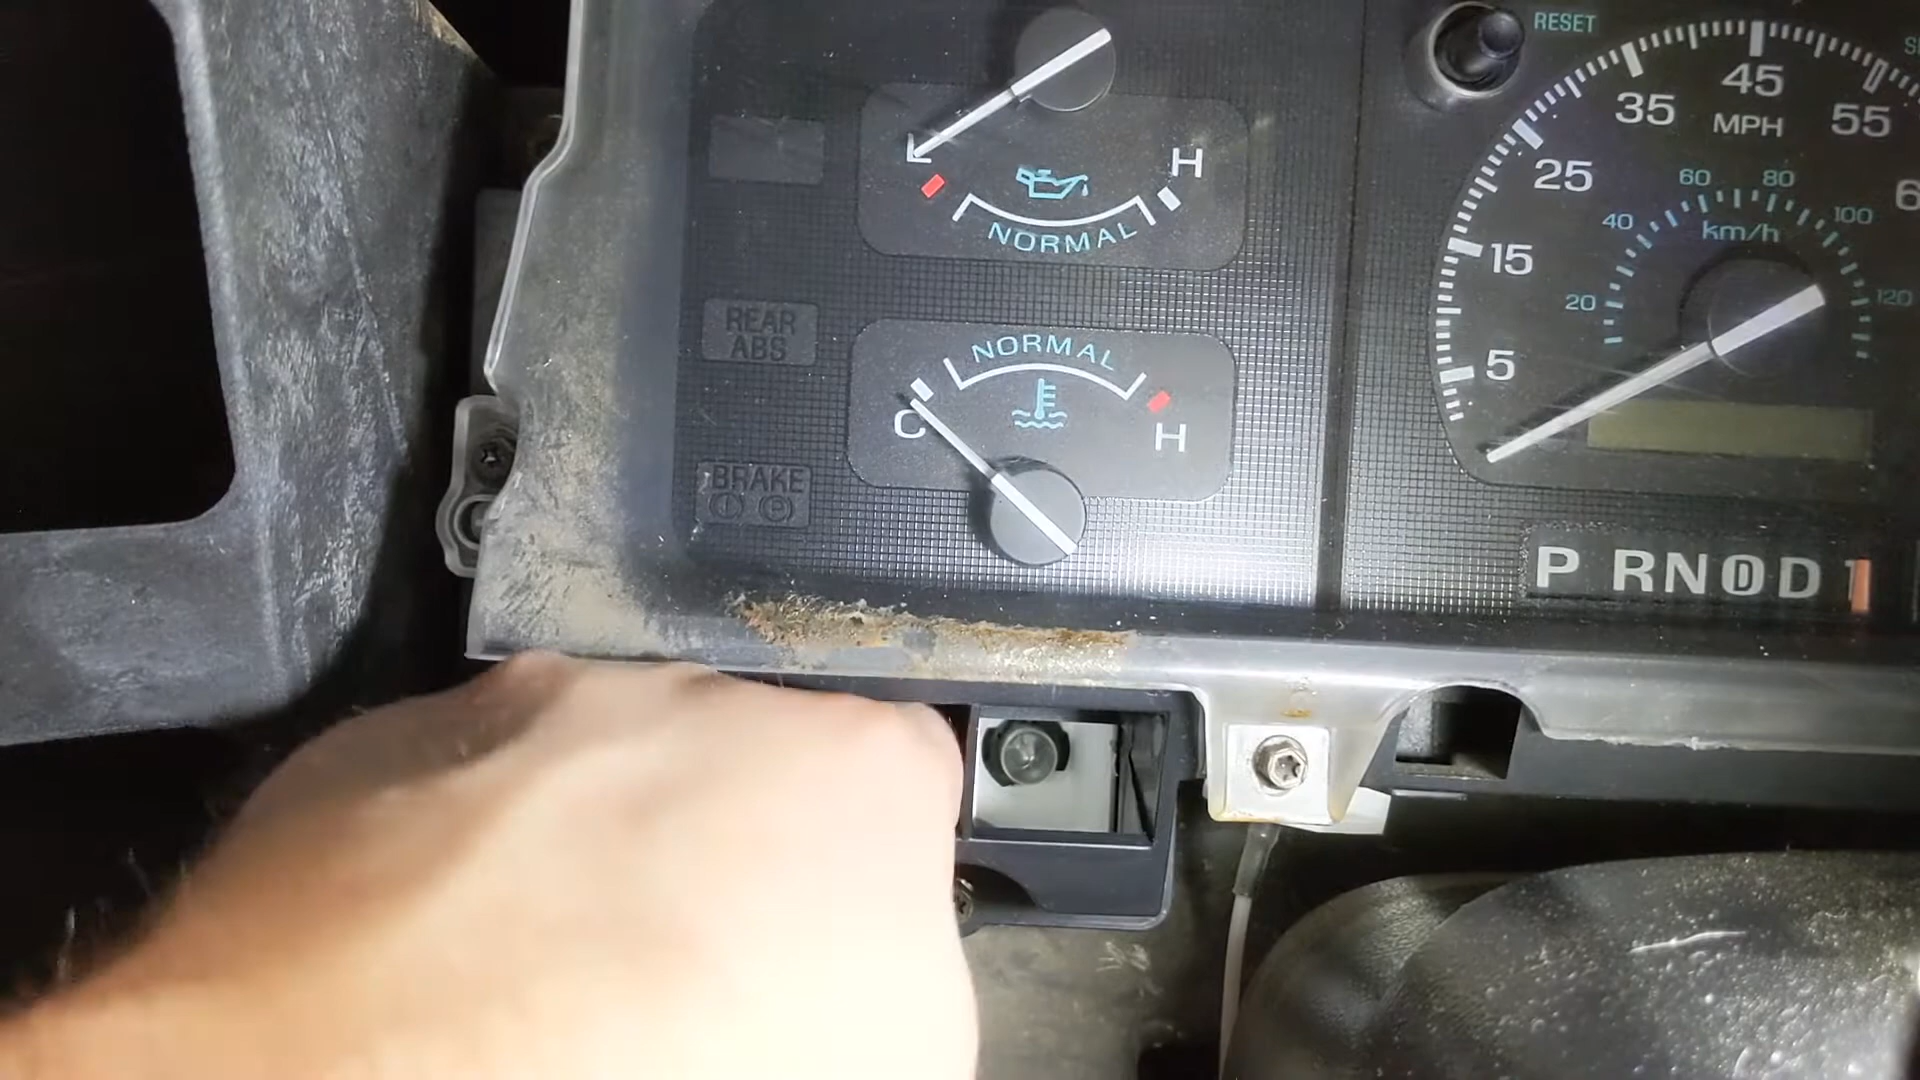 RESET
45
35
55
MPH
25
60 80
40
100
km/h
15
20
120
5
L
H
NORMAL
REAR
ABS
NORMAL
C
H
BRAKE
P R N D D 1